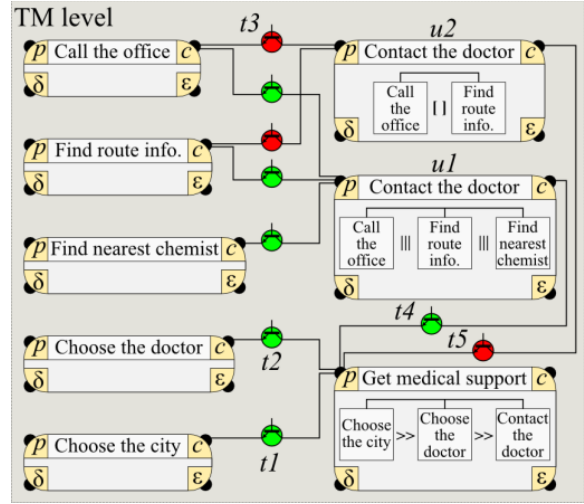 TM level
t3
u2
p Call the office c
δ ε
p Contact the doctor c
Call the office [] Find route info.
δ ε
p Find route info. c
δ ε
u1
p Contact the doctor c
Call the office ||| Find route info. ||| Find nearest chemist
δ ε
p Find nearest chemist c
δ ε
t4
t5
p Choose the doctor c
δ ε
t2
p Get medical support c
Choose the city >> Choose the doctor >> Contact the doctor
δ ε
p Choose the city c
δ ε
t1